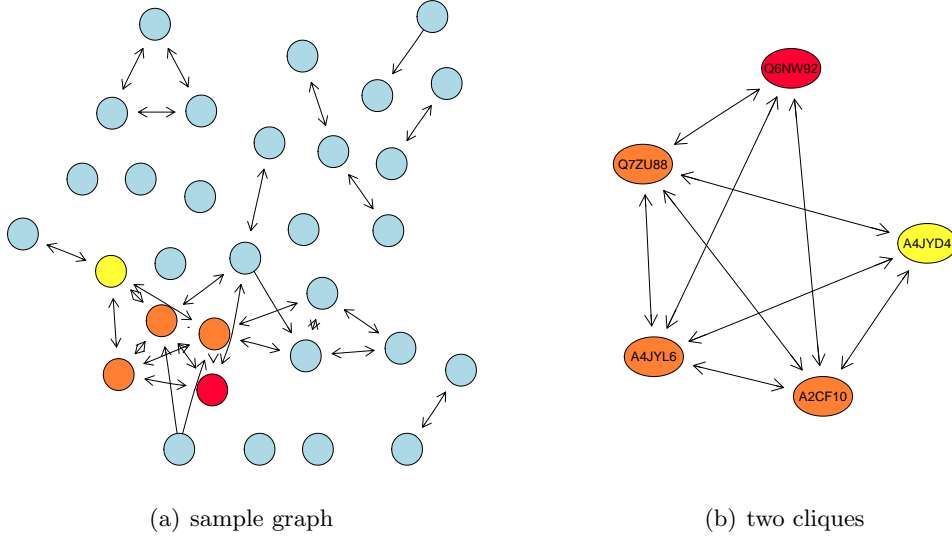 Q6NW92
Q7ZU88
A4JYD4
A4JYL6
A2CF10
(a) sample graph
(b) two cliques